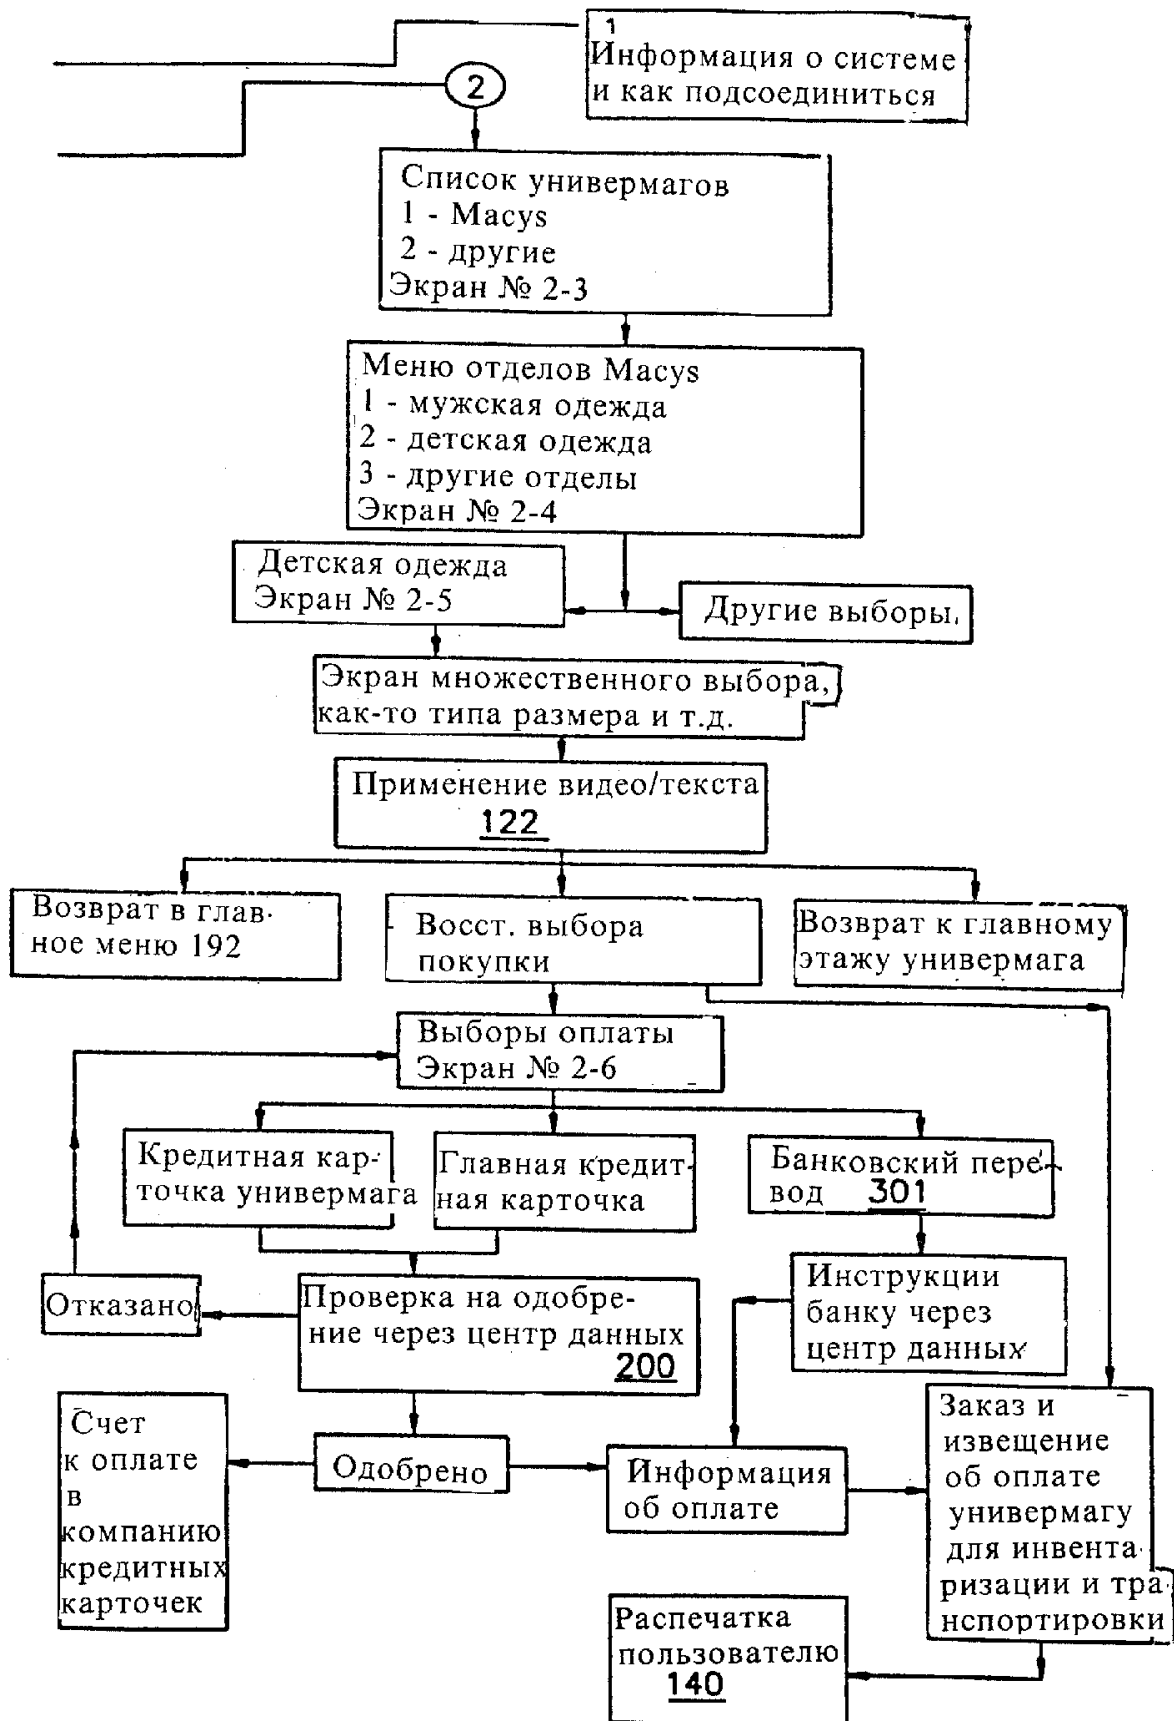 1
Информация о системе
и как подсоединиться
2
Список универмагов
1 - Macys
2 - другие
Экран № 2-3
Меню отделов Macys
1 - мужская одежда
2 - детская одежда
3 - другие отделы
Экран № 2-4
Детская одежда
Экран № 2-5
Другие выборы
Экран множественного выбора,
как-то типа размера и т.д.
Применение видео/текста
122
Возврат в глав-
ное меню 192
Восст. выбора
покупки
Возврат к главному
этажу универмага
Выборы оплаты
Экран № 2-6
Кредитная кар-
точка универмага
Главная кредит-
ная карточка
Банковский пере-
вод 301
Отказано
Проверка на одобре-
ние через центр данных
200
Инструкции
банку через
центр данных
Счет
к оплате
в
компанию
кредитных
карточек
Одобрено
Информация
об оплате
Заказ и
извещение
об оплате
универмагу
для инвента-
ризации и тра-
нспортировки
Распечатка
пользователю
140